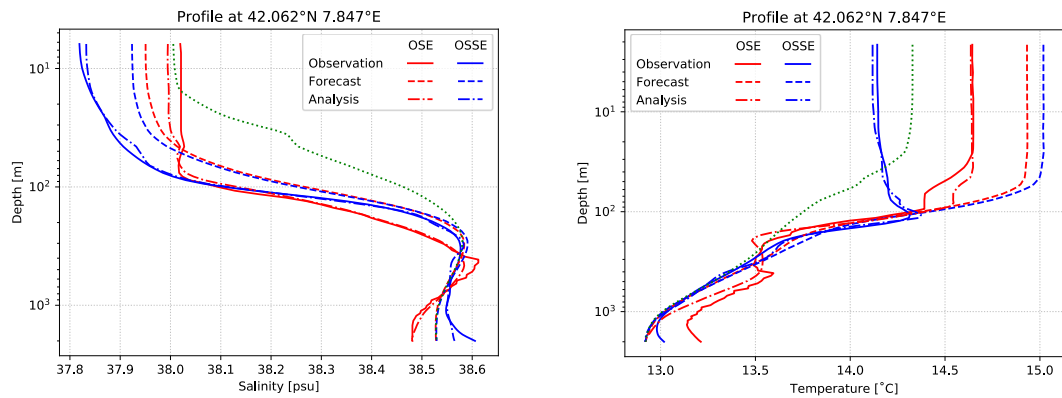 Profile at 42.062°N 7.847°E
OSE OSSE
Observation
Forecast
Analysis
10¹
10²
10³
Depth [m]
37.8 37.9 38.0 38.1 38.2 38.3 38.4 38.5 38.6
Salinity [psu]
Profile at 42.062°N 7.847°E
OSE OSSE
Observation
Forecast
Analysis
10¹
10²
10³
Depth [m]
13.0 13.5 14.0 14.5 15.0
Temperature [˚C]